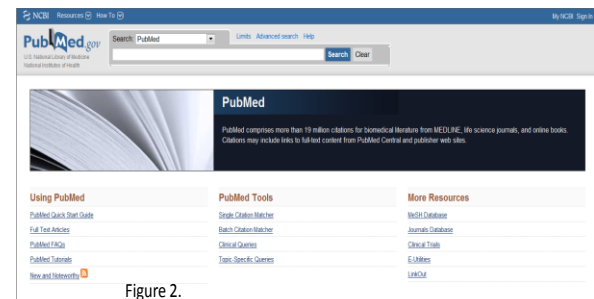 NCBI Resources How To My NCBI Sign In
PubMed.gov
U.S. National Library of Medicine
National Institutes of Health
Search: PubMed
Limits Advanced search Help
Search Clear
PubMed
PubMed comprises more than 19 million citations for biomedical literature from MEDLINE, life science journals, and online books.
Citations may include links to full-text content from PubMed Central and publisher web sites.
Using PubMed
PubMed Quick Start Guide
Full Text Articles
PubMed FAQs
PubMed Tutorials
New and Noteworthy
PubMed Tools
Single Citation Matcher
Batch Citation Matcher
Clinical Queries
Topic-Specific Queries
More Resources
MeSH Database
Journals Database
Clinical Trials
E-Utilities
LinkOut
Figure 2.